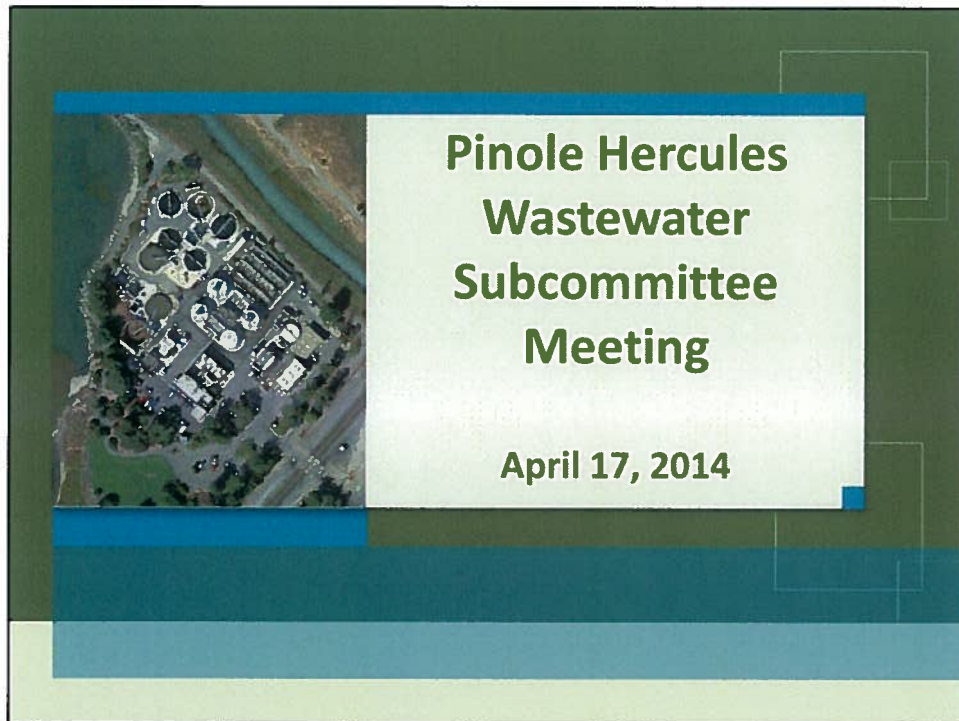 Pinole Hercules
Wastewater
Subcommittee
Meeting
April 17, 2014